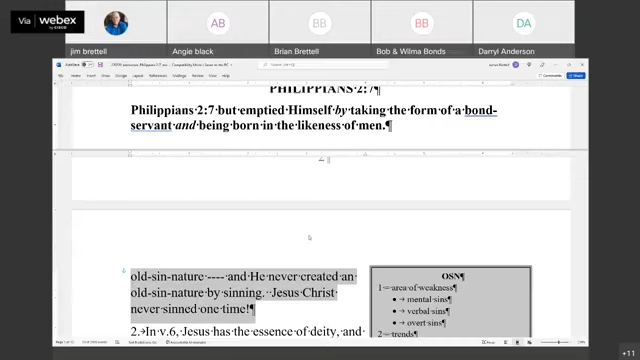 Via webex
by CISCO
AB
BB
BB
DA
jim brettell
Angie black
Brian Brettell
Bob & Wilma Bonds
Darryl Anderson
PHILIPPIANS·2:7¶
Philippians·2:7·but·emptied·Himself·by·taking·the·form·of·a·bond-
servant·and·being·born·in·the·likeness·of·men.¶
old-sin-nature·----·and·He·never·created·an·
old-sin-nature·by·sinning.··Jesus·Christ·
never·sinned·one·time!¶
2.→In·v.6,·Jesus·has·the·essence·of·deity,·and·
OSN¶
1·=·area·of·weakness¶
•→mental·sins¶
•→verbal·sins¶
•→overt·sins¶
2·=·trends¶
+11